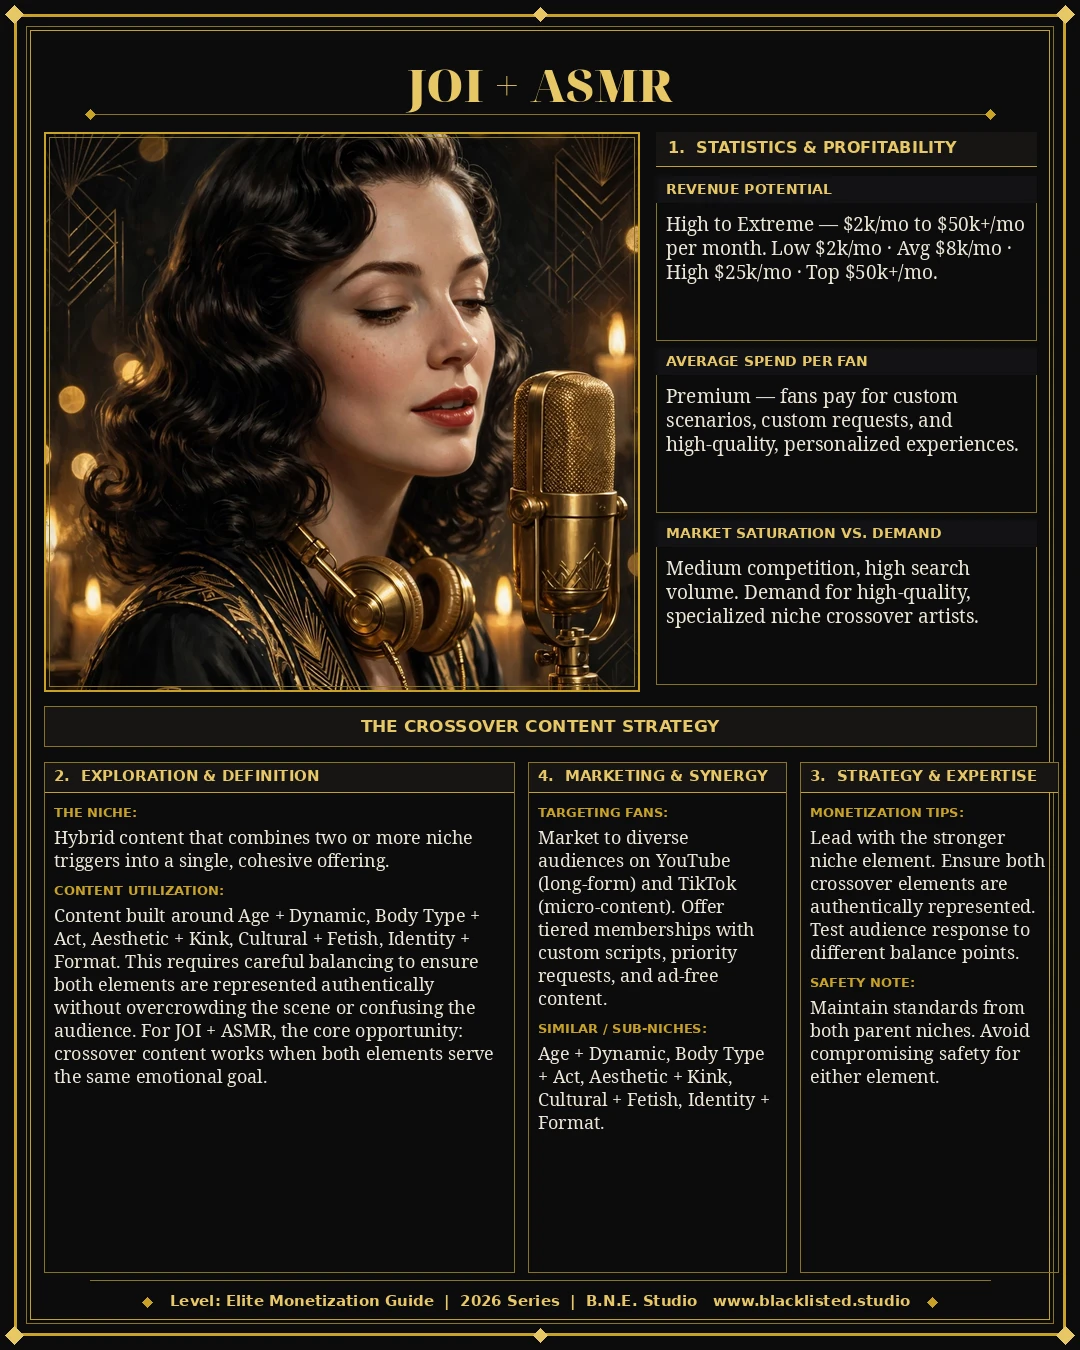 JOI + ASMR
1. STATISTICS & PROFITABILITY
REVENUE POTENTIAL
High to Extreme — $2k/mo to $50k+/mo
per month. Low $2k/mo · Avg $8k/mo ·
High $25k/mo · Top $50k+/mo.
AVERAGE SPEND PER FAN
Premium — fans pay for custom
scenarios, custom requests, and
high-quality, personalized experiences.
MARKET SATURATION VS. DEMAND
Medium competition, high search
volume. Demand for high-quality,
specialized niche crossover artists.
THE CROSSOVER CONTENT STRATEGY
2. EXPLORATION & DEFINITION
THE NICHE:
Hybrid content that combines two or more niche
triggers into a single, cohesive offering.
CONTENT UTILIZATION:
Content built around Age + Dynamic, Body Type +
Act, Aesthetic + Kink, Cultural + Fetish, Identity +
Format. This requires careful balancing to ensure
both elements are represented authentically
without overcrowding the scene or confusing the
audience. For JOI + ASMR, the core opportunity:
crossover content works when both elements serve
the same emotional goal.
4. MARKETING & SYNERGY
TARGETING FANS:
Market to diverse
audiences on YouTube
(long-form) and TikTok
(micro-content). Offer
tiered memberships with
custom scripts, priority
requests, and ad-free
content.
SIMILAR / SUB-NICHES:
Age + Dynamic, Body Type
+ Act, Aesthetic + Kink,
Cultural + Fetish, Identity +
Format.
3. STRATEGY & EXPERTISE
MONETIZATION TIPS:
Lead with the stronger
niche element. Ensure both
crossover elements are
authentically represented.
Test audience response to
different balance points.
SAFETY NOTE:
Maintain standards from
both parent niches. Avoid
compromising safety for
either element.
Level: Elite Monetization Guide | 2026 Series | B.N.E. Studio www.blacklisted.studio